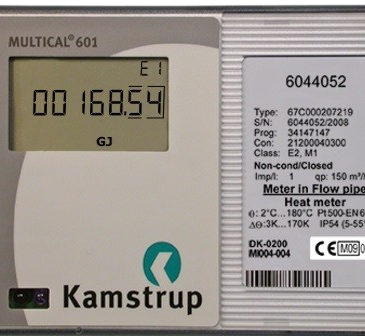 MULTICAL® 601
E1
00168.54
GJ
Kamstrup
6044052
Type: 67C000207219
S/N: 6044052/2008
Prog: 34147147
Con: 21200040300
Class: E2, M1
Non-cond/Closed
Imp/l: 1 qp: 150 m³/
Meter in Flow pipe
Heat meter
Θ: 2°C...180°C Pt500-EN6
ΔΘ: 3K...170K IP54 (5-55°
DK-0200
MI004-004
CE M09 0